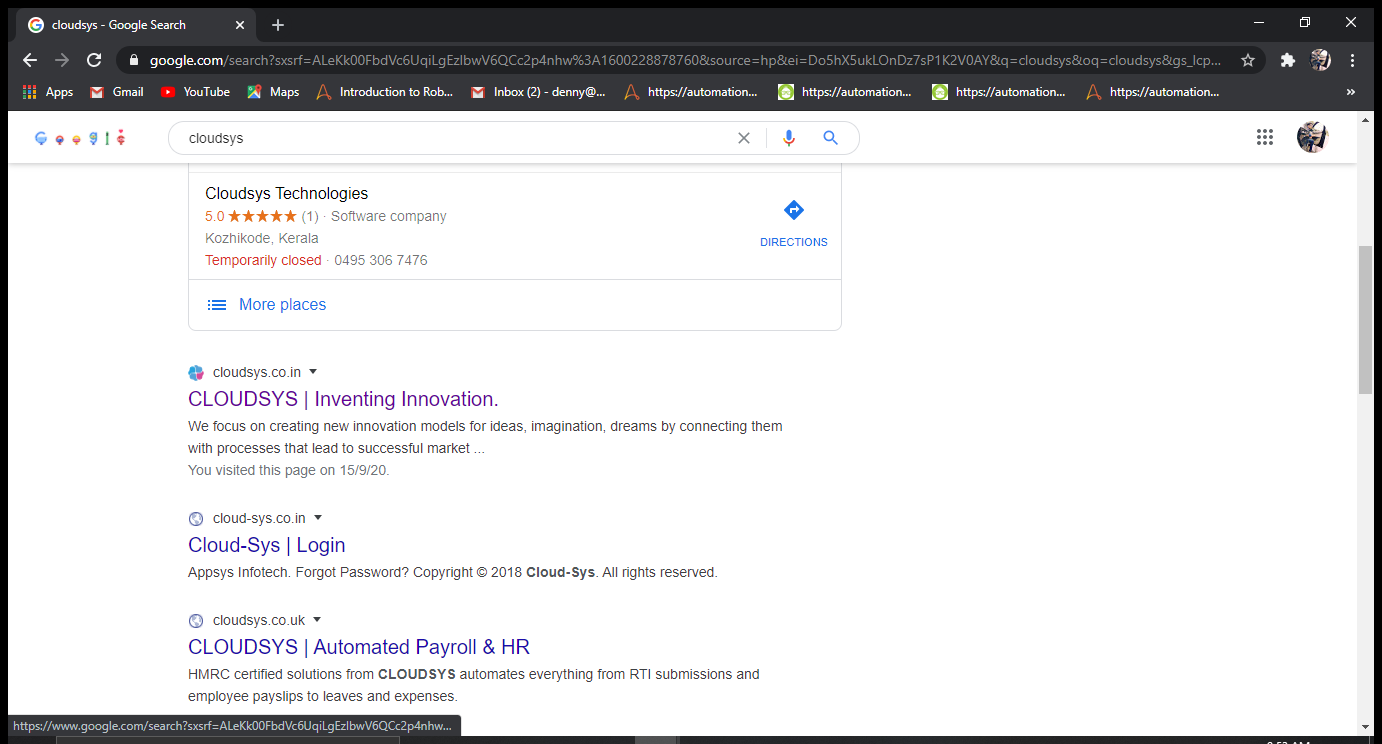 cloudsys - Google Search
google.com/search?sxsrf=ALeKk00FbdVc6UqiLgEzIbwV6QCc2p4nhw%3A1600228878760&source=hp&ei=Do5hX5ukLOnDz7sP1K2V0AY&q=cloudsys&oq=cloudsys&gs_lcp...
Apps Gmail YouTube Maps Introduction to Rob... Inbox (2) - denny@... https://automation... https://automation... https://automation... https://automation... »
Google cloudsys
Cloudsys Technologies
5.0 ★★★★★ (1) · Software company
Kozhikode, Kerala
DIRECTIONS
Temporarily closed · 0495 306 7476
More places
cloudsys.co.in
CLOUDSYS | Inventing Innovation.
We focus on creating new innovation models for ideas, imagination, dreams by connecting them
with processes that lead to successful market ...
You visited this page on 15/9/20.
cloud-sys.co.in
Cloud-Sys | Login
Appsys Infotech. Forgot Password? Copyright © 2018 Cloud-Sys. All rights reserved.
cloudsys.co.uk
CLOUDSYS | Automated Payroll & HR
HMRC certified solutions from CLOUDSYS automates everything from RTI submissions and
employee payslips to leaves and expenses.
https://www.google.com/search?sxsrf=ALeKk00FbdVc6UqiLgEzIbwV6QCc2p4nhw...